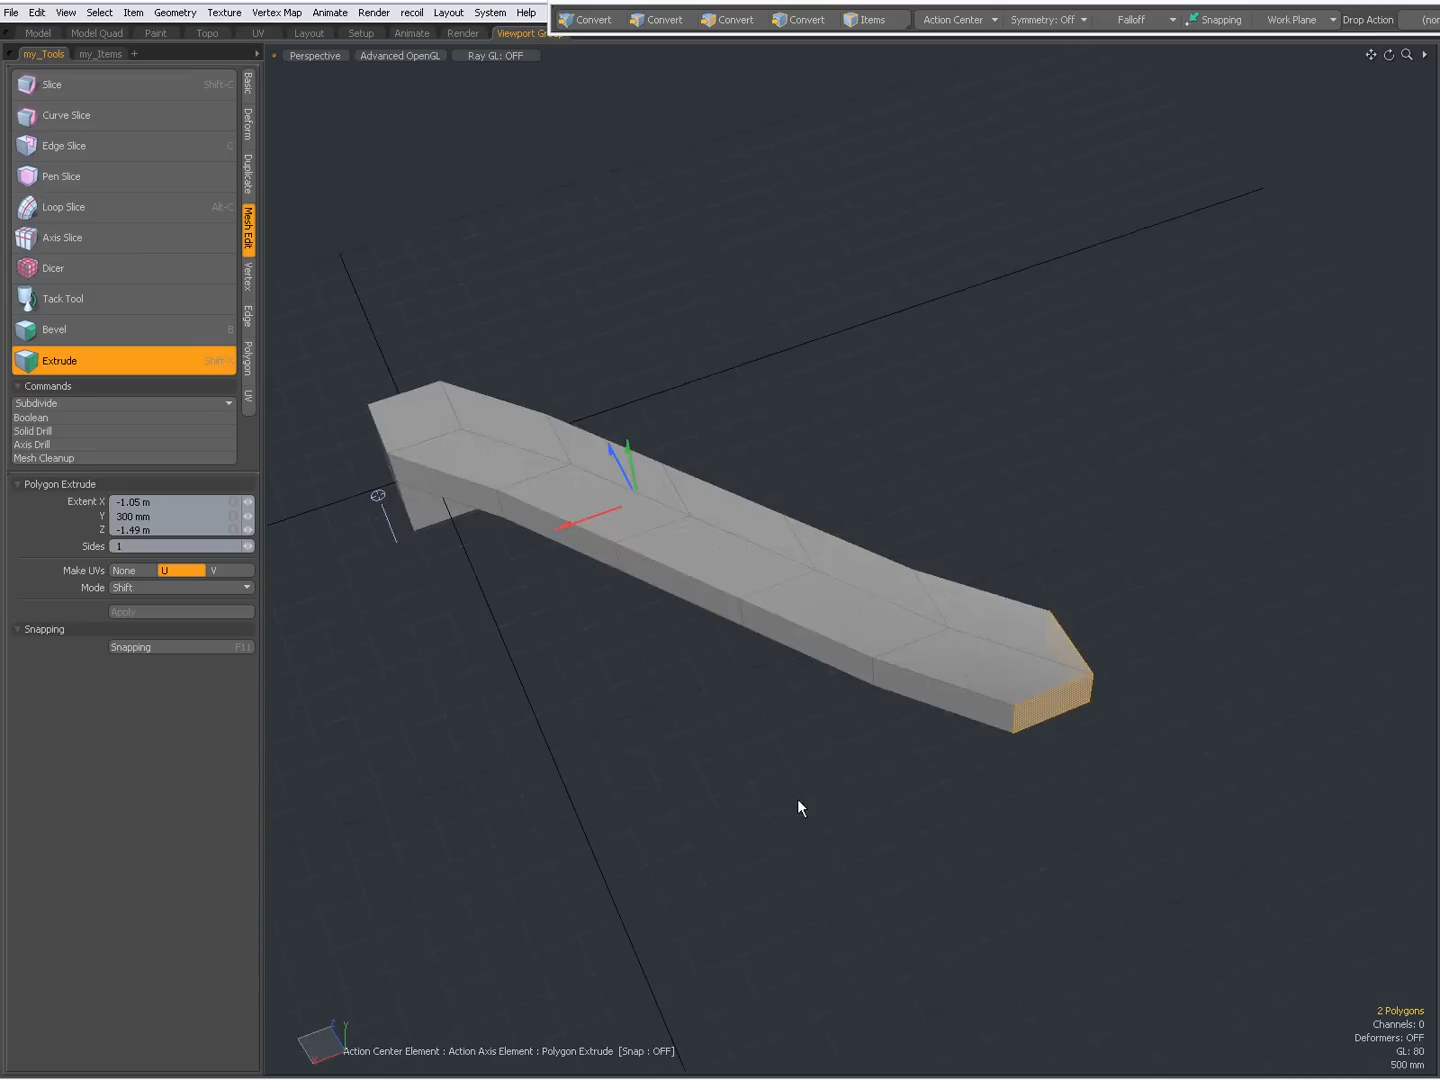 File Edit View Select Item Geometry Texture Vertex Map Animate Render recoil Layout System Help
Convert Convert Convert Convert Items Action Center Symmetry: Off Falloff Snapping Work Plane Drop Action (non
Model Model Quad Paint Topo UV Layout Setup Animate Render Viewport Gr
my_Tools my_Items +
Perspective Advanced OpenGL Ray GL: OFF
Slice Shift-C
Curve Slice
Edge Slice C
Pen Slice
Loop Slice Alt-C
Axis Slice
Dicer
Tack Tool
Bevel B
Extrude Shift-X
Basic
Deform
Duplicate
Mesh Edit
Vertex
Edge
Polygon
UV
Commands
Subdivide
Boolean
Solid Drill
Axis Drill
Mesh Cleanup
Polygon Extrude
Extent X -1.05 m
Y 300 mm
Z -1.49 m
Sides 1
Make UVs None U V
Mode Shift
Apply
Snapping
Snapping F11
Z Y
X
Action Center Element : Action Axis Element : Polygon Extrude [Snap : OFF]
2 Polygons
Channels: 0
Deformers: OFF
GL: 80
500 mm